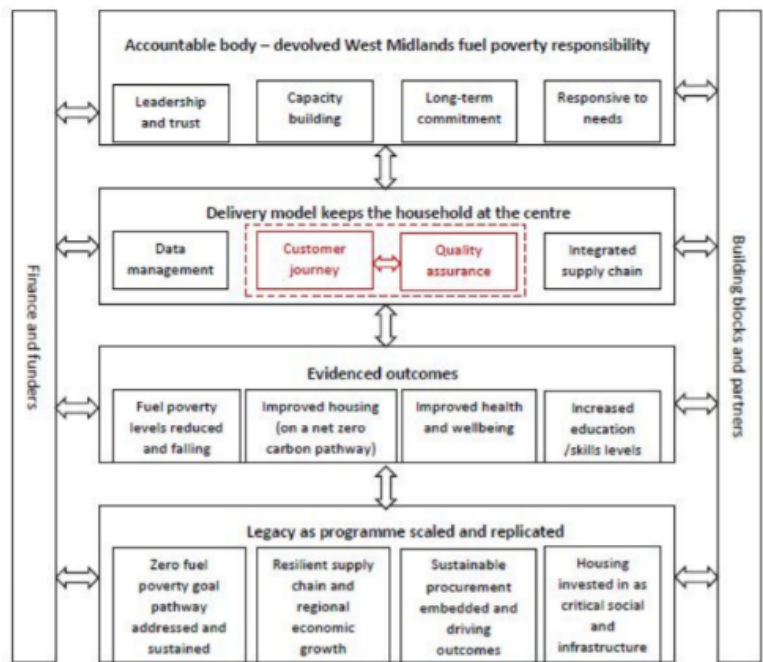 Accountable body – devolved West Midlands fuel poverty responsibility
Leadership
and trust
Capacity
building
Long-term
commitment
Responsive to
needs
Delivery model keeps the household at the centre
Data
management
Customer
journey
Quality
assurance
Integrated
supply chain
Evidenced outcomes
Fuel poverty
levels reduced
and falling
Improved housing
(on a net zero
carbon pathway)
Improved health
and wellbeing
Increased
education
/skills levels
Legacy as programme scaled and replicated
Zero fuel
poverty goal
pathway
addressed and
sustained
Resilient supply
chain and
regional
economic
growth
Sustainable
procurement
embedded and
driving
outcomes
Housing
invested in as
critical social
and
infrastructure
Finance and funders
Building blocks and partners